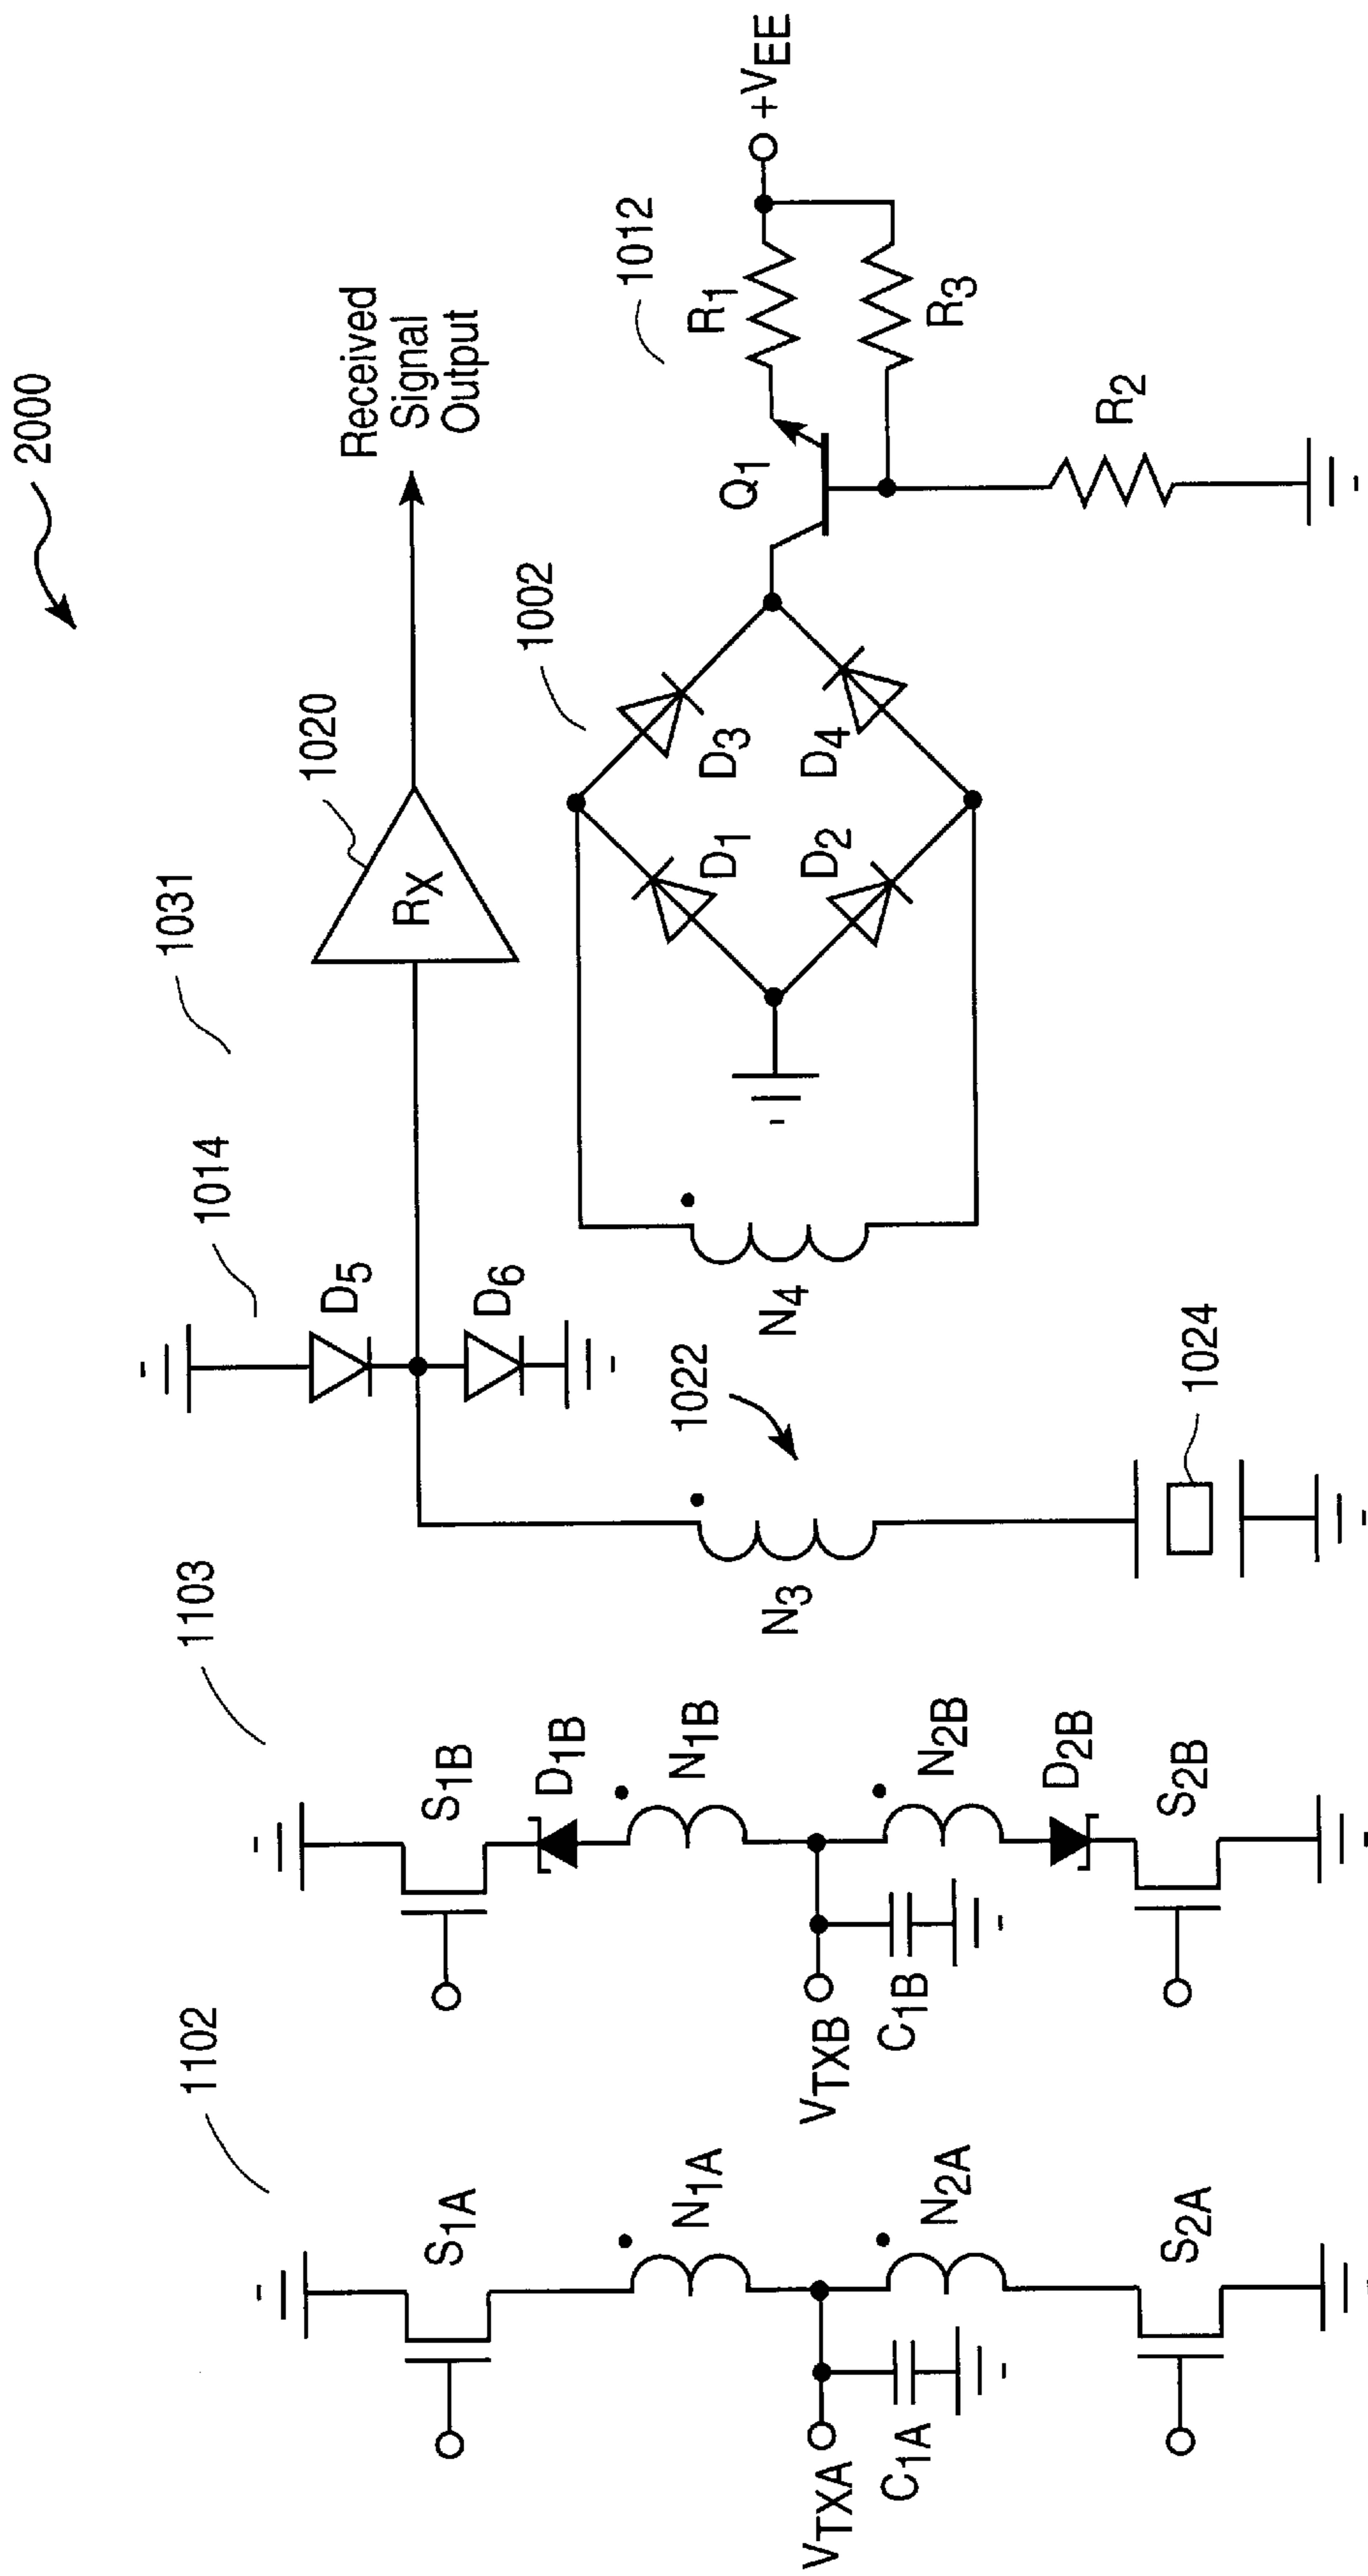 2000
1102
1103
1014
1031
1020
Received
Signal
Output
S1A
S1B
D5
RX
D1B
D6
1002
1012
N1A
N1B
1022
R1
+VEE
Q1
D1
D3
VTXA
VTXB
N3
N4
D2
D4
C1A
C1B
R3
N2A
N2B
D2B
R2
S2A
S2B
1024